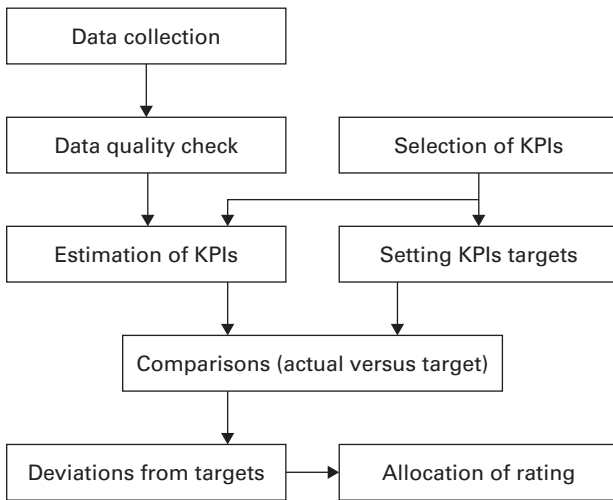 Data collection
Data quality check
Selection of KPIs
Estimation of KPIs
Setting KPIs targets
Comparisons (actual versus target)
Deviations from targets
Allocation of rating